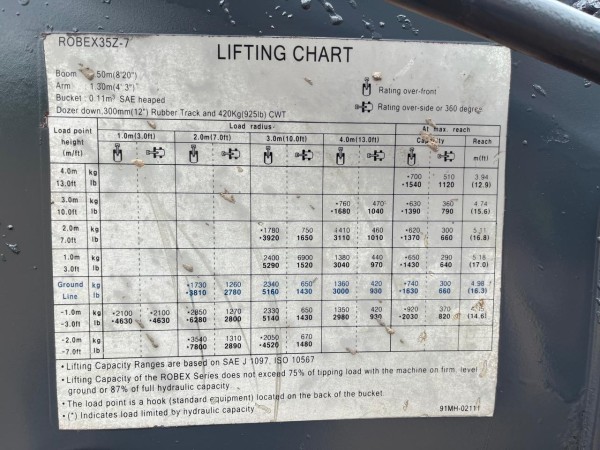 ROBEX35Z-7
LIFTING CHART
Boom 50m(8'20")
Arm 1.30m(4' 3")
Bucket : 0.11m³ SAE heaped
Dozer down 300mm(12") Rubber Track and 420Kg(925lb) CWT
Rating over-front
Rating over-side or 360 degree
Load point height (m/ft) Load radius At max. reach
1.0m(3.0ft) 2.0m(7.0ft) 3.0m(10.0ft) 4.0m(13.0ft) Capacity Reach
m(ft)
4.0m kg *700 510 3.94
13.0ft lb *1540 1120 (12.9)
3.0m kg *760 470 *630 360 4.74
10.0ft lb *1680 1040 *1390 790 (15.6)
2.0m kg *1780 750 1410 460 *620 300
7.0ft lb *3920 1650 3110 1010 *1370 660 (16.8)
1.0m kg 2400 6900 1380 440 *650 290 5.18
3.0ft lb 5290 1520 3040 970 *1430 640 (17.0)
Ground kg *1730 1260 2340 650 1360 420 *740 300 4.98
Line lb *3810 2780 5160 1430 3000 930 *1630 660 (16.3)
-1.0m kg *2100 *2100 *2850 1270 2330 650 1350 420 *920 370
-3.0ft lb *4630 *4630 *6280 2800 5140 1430 2980 930 *2030 820 (14.6)
-2.0m kg *3540 1310 *2050 670
-7.0ft lb *7800 2890 *4520 1480
• Lifting Capacity Ranges are based on SAE J 1097, ISO 10567
• Lifting Capacity of the ROBEX Series does not exceed 75% of tipping load with the machine on firm, level
ground or 87% of full hydraulic capacity
• The load point is a hook (standard equipment) located on the back of the bucket
• (*) Indicates load limited by hydraulic capacity
91MH-02111